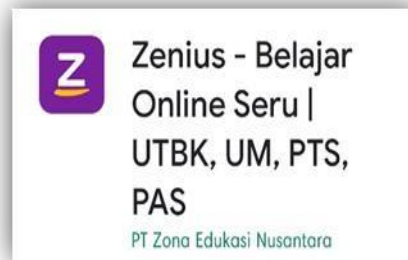 Z
Zenius - Belajar
Online Seru |
UTBK, UM, PTS,
PAS
PT Zona Edukasi Nusantara